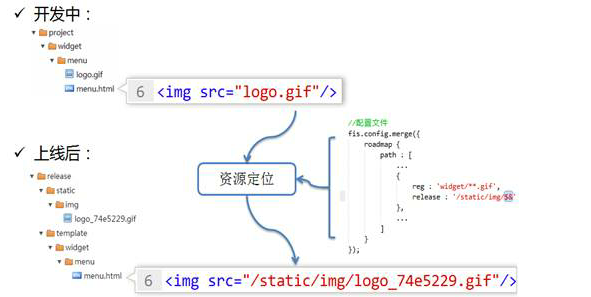 ✓ 开发中：
project
widget
menu
logo.gif
menu.html
6 <img src="logo.gif"/>
//配置文件
fis.config.merge({
roadmap {
path : [
...
{
reg : 'widget/**.gif',
release : '/static/img/$&'
},
...
]
}
});
资源定位
✓ 上线后：
release
static
img
logo_74e5229.gif
template
widget
menu
menu.html
6 <img src="/static/img/logo_74e5229.gif"/>